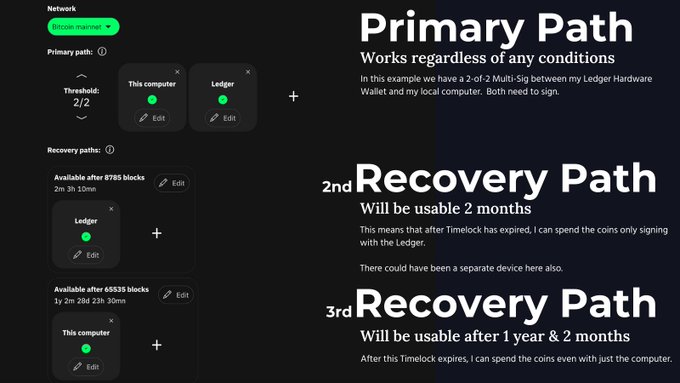 Network
Bitcoin mainnet
Primary path:
Threshold:
2/2
This computer
Edit
Ledger
Edit
Recovery paths:
Available after 8785 blocks
2m 3h 10mn
Edit
Ledger
Edit
Available after 65535 blocks
1y 2m 28d 23h 30mn
Edit
This computer
Edit
Primary Path
Works regardless of any conditions
In this example we have a 2-of-2 Multi-Sig between my Ledger Hardware
Wallet and my local computer. Both need to sign.
2nd Recovery Path
Will be usable 2 months
This means that after Timelock has expired, I can spend the coins only signing
with the Ledger.
There could have been a separate device here also.
3rd Recovery Path
Will be usable after 1 year & 2 months
After this Timelock expires, I can spend the coins even with just the computer.